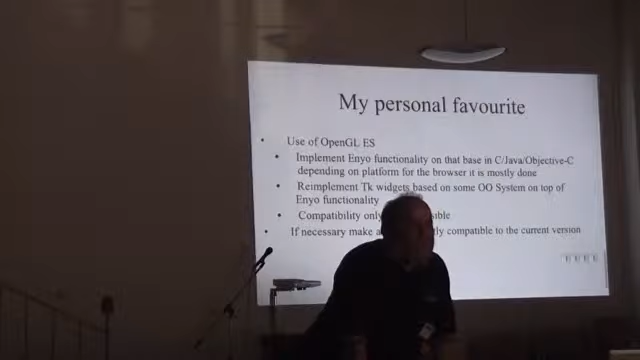 My personal favourite
• Use of OpenGL ES
• Implement Enyo functionality on that base in C/Java/Objective-C
depending on platform for the browser it is mostly done
• Reimplement Tk widgets based on some OO System on top of
Enyo functionality
• Compatibility only
• If necessary make compatible to the current version